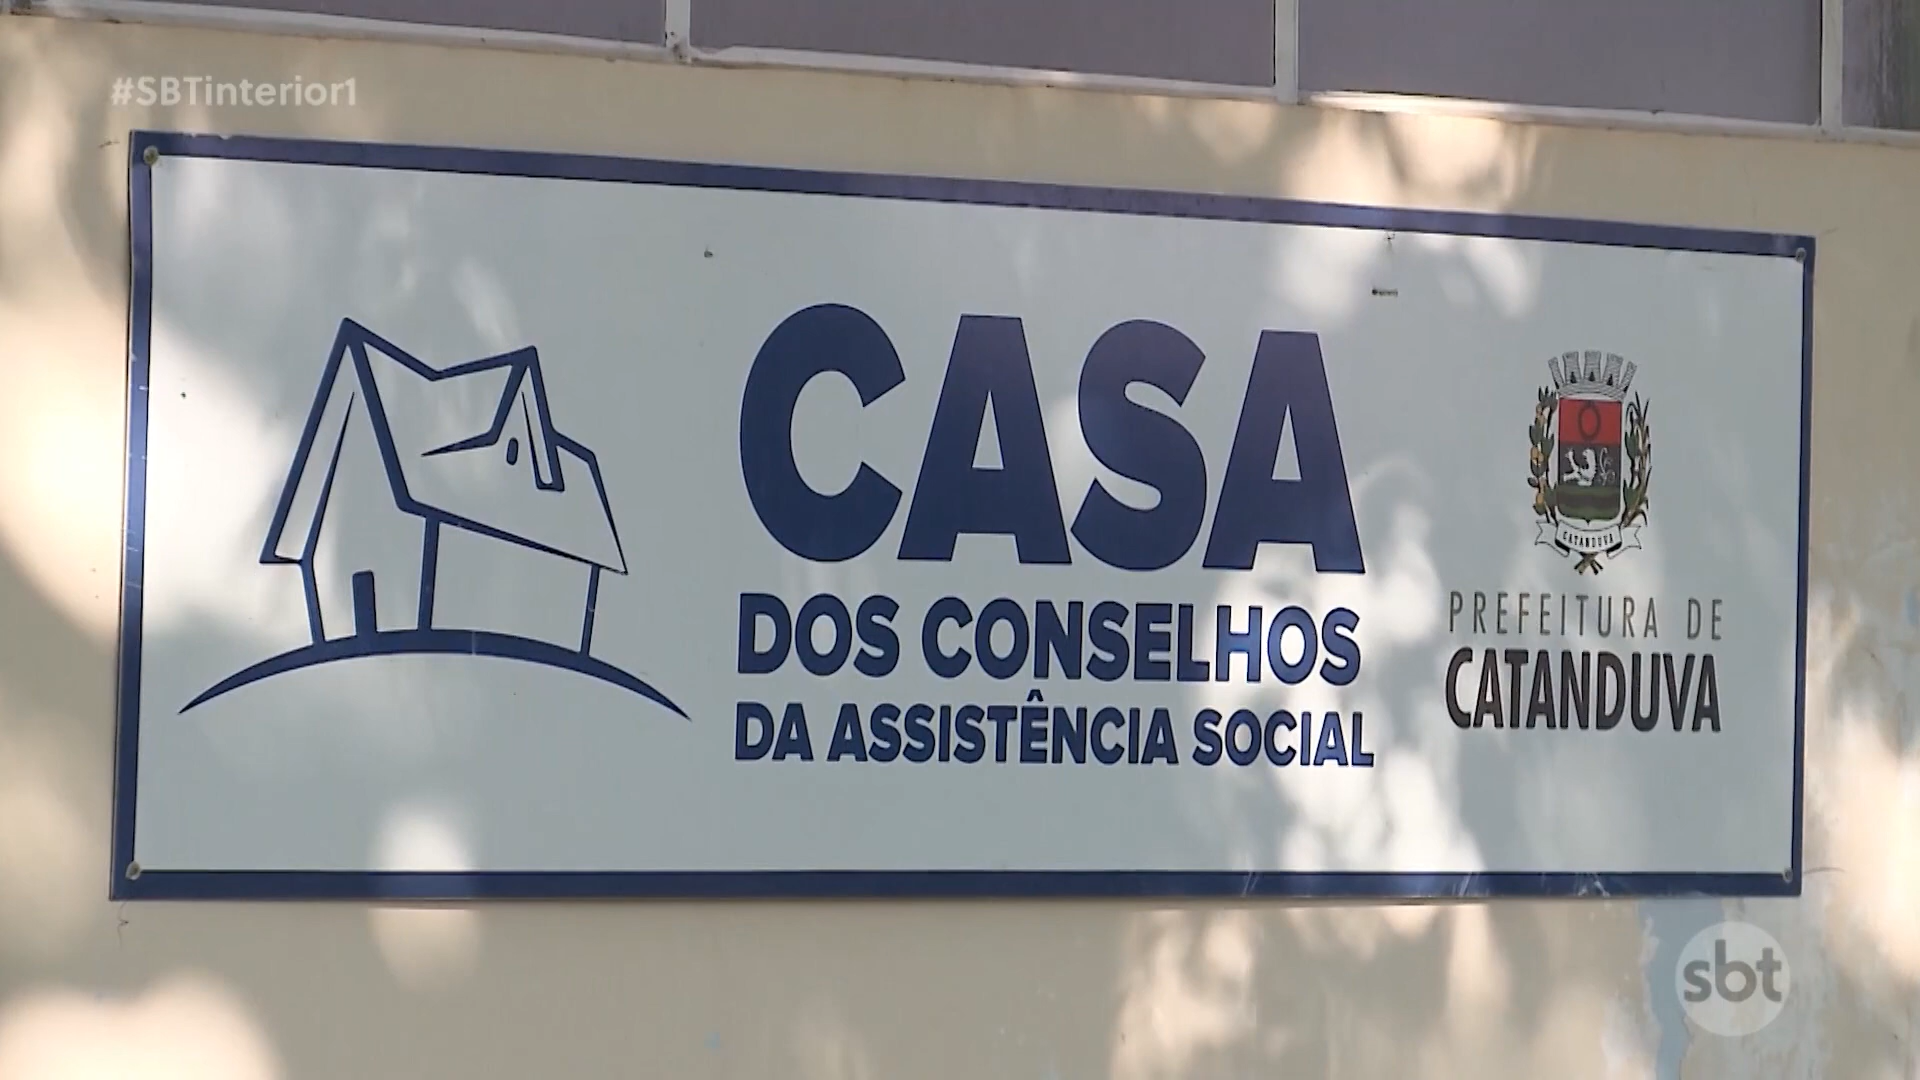 #SBTinterior1
CASA
DOS CONSELHOS
DA ASSISTÊNCIA SOCIAL
CATANDUVA
PREFEITURA DE
CATANDUVA
sbt